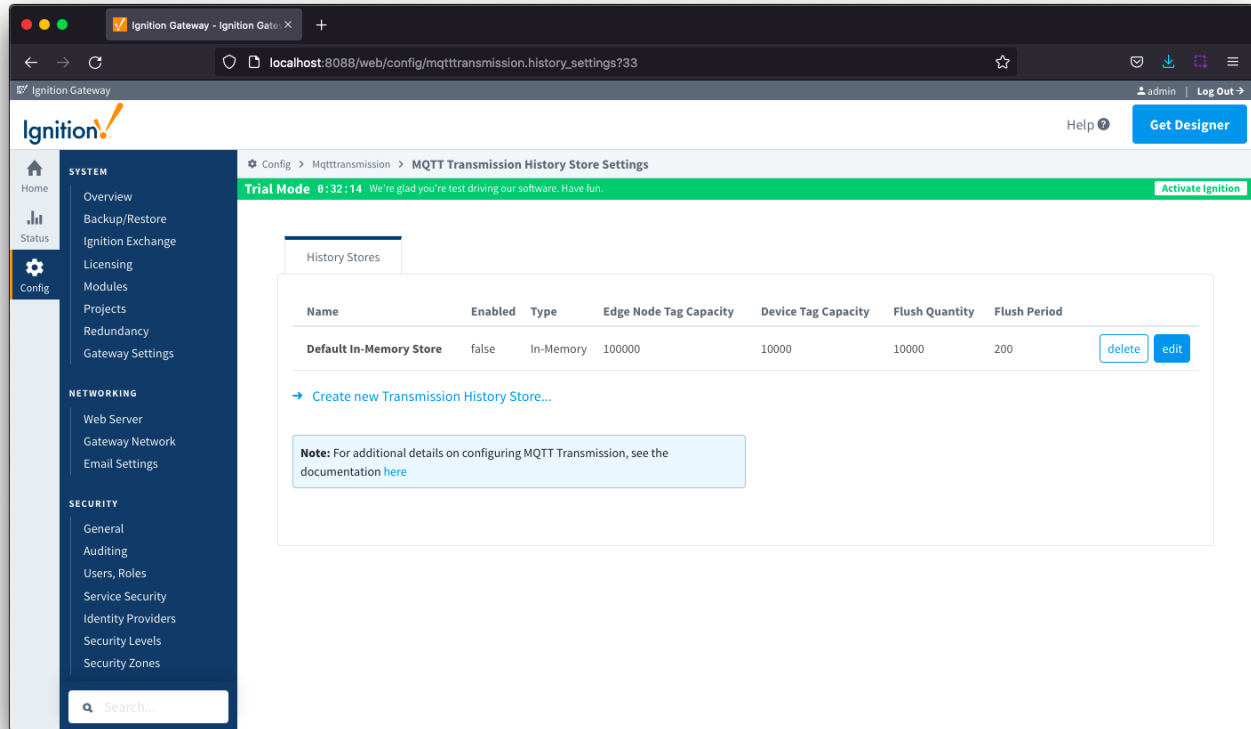 Ignition Gateway - Ignition Gate
localhost:8088/web/config/mqtttransmission.history_settings?33
Ignition Gateway
admin | Log Out
Ignition!
Help
Get Designer
Home
Status
Config
SYSTEM
Overview
Backup/Restore
Ignition Exchange
Licensing
Modules
Projects
Redundancy
Gateway Settings
NETWORKING
Web Server
Gateway Network
Email Settings
SECURITY
General
Auditing
Users, Roles
Service Security
Identity Providers
Security Levels
Security Zones
Search...
Config > Mqtttransmission > MQTT Transmission History Store Settings
Trial Mode 0:32:14 We're glad you're test driving our software. Have fun.
Activate Ignition
History Stores
Name Enabled Type Edge Node Tag Capacity Device Tag Capacity Flush Quantity Flush Period
Default In-Memory Store false In-Memory 100000 10000 10000 200 delete edit
→ Create new Transmission History Store...
Note: For additional details on configuring MQTT Transmission, see the
documentation here